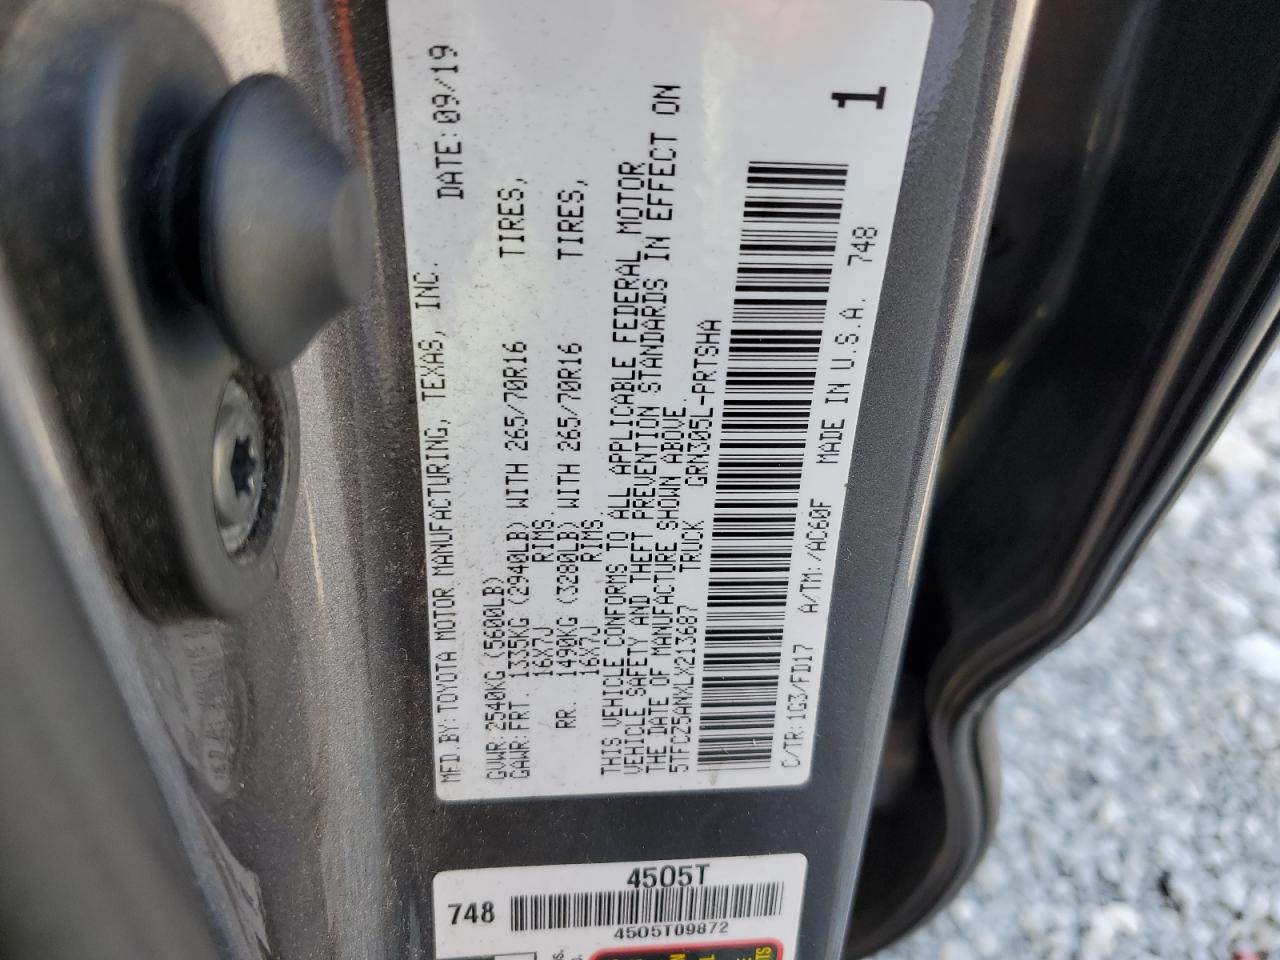 MFD.BY:TOYOTA MOTOR MANUFACTURING, TEXAS, INC. DATE:09/19
GVWR:2540KG (5600LB)
GAWR:FRT. 1335KG (2940LB) WITH 265/70R16 TIRES,
16X7J RIMS,
RR. 1490KG (3280LB) WITH 265/70R16 TIRES,
16X7J RIMS
THIS VEHICLE CONFORMS TO ALL APPLICABLE FEDERAL MOTOR
VEHICLE SAFETY AND THEFT PREVENTION STANDARDS IN EFFECT ON
THE DATE OF MANUFACTURE SHOWN ABOVE.
5TFCZ5ANXLX213687 TRUCK GRN305L-PRTSHA
C/TR:1G3/FD17 A/TM:/AC60F MADE IN U.S.A. 748
1
4505T
748
4505T09872